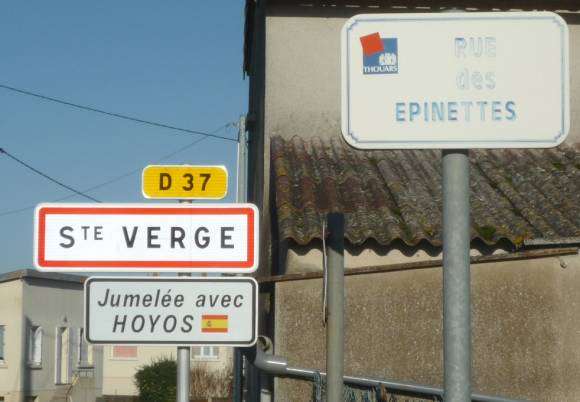 D 37
STE VERGE
Jumelée avec
HOYOS
THOUARS
RUE
des
EPINETTES